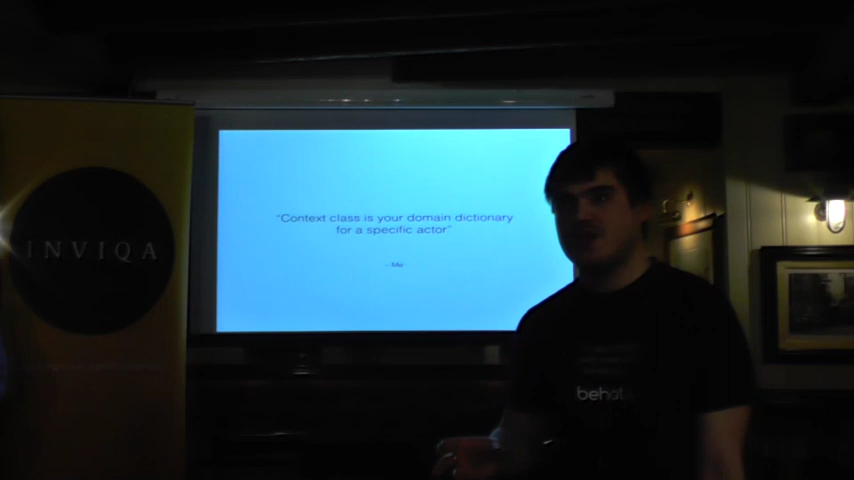 INVIQA
“Context class is your domain dictionary
for a specific actor”
– Me
behat